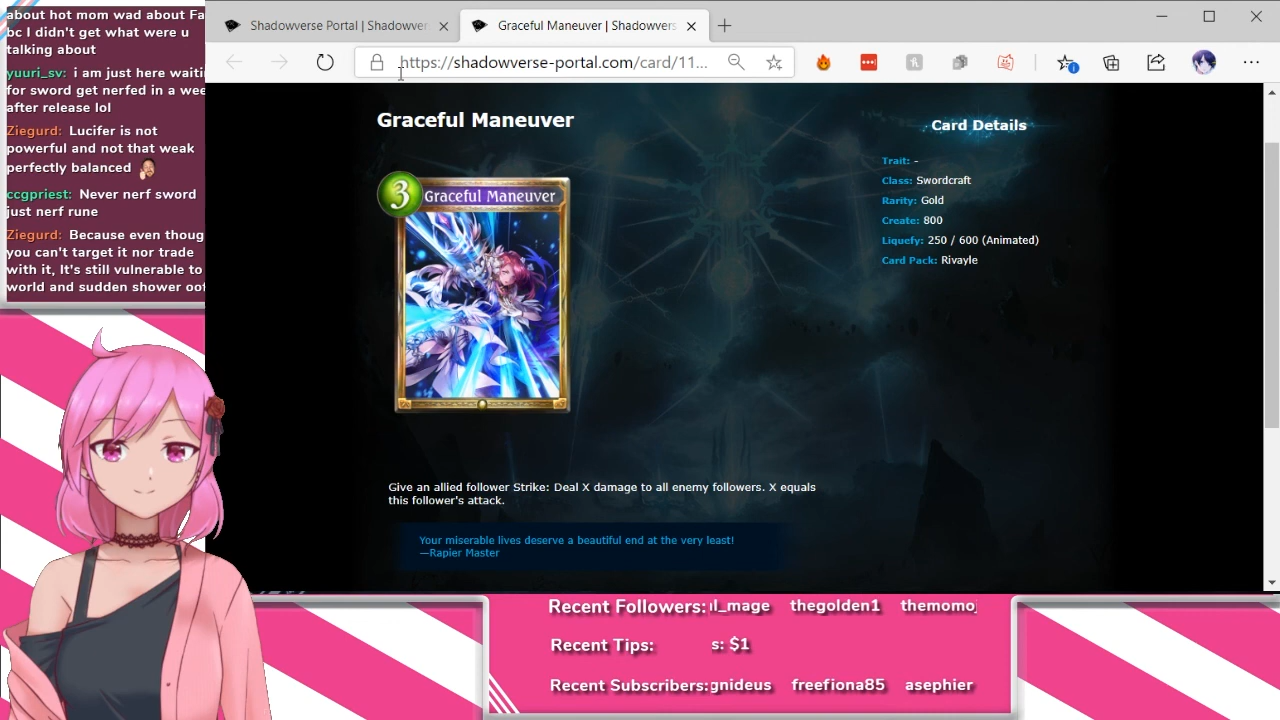 about hot mom wad about Fa
bc I didn't get what were u
talking about
yuuri_sv: i am just here waitin
for sword get nerfed in a wee
after release lol
Ziegurd: Lucifer is not
powerful and not that weak
perfectly balanced
ccgpriest: Never nerf sword
just nerf rune
Ziegurd: Because even thoug
you can't target it nor trade
with it, It's still vulnerable to
world and sudden shower oof
Shadowverse Portal | Shadowver
Graceful Maneuver | Shadowvers
https://shadowverse-portal.com/card/11...
Graceful Maneuver
3
Graceful Maneuver
Card Details
Trait: -
Class: Swordcraft
Rarity: Gold
Create: 800
Liquefy: 250 / 600 (Animated)
Card Pack: Rivayle
Give an allied follower Strike: Deal X damage to all enemy followers. X equals
this follower's attack.
Your miserable lives deserve a beautiful end at the very least!
—Rapier Master
Recent Followers: l_mage thegolden1 themomo
Recent Tips: s: $1
Recent Subscribers: gnideus freefiona85 asephier